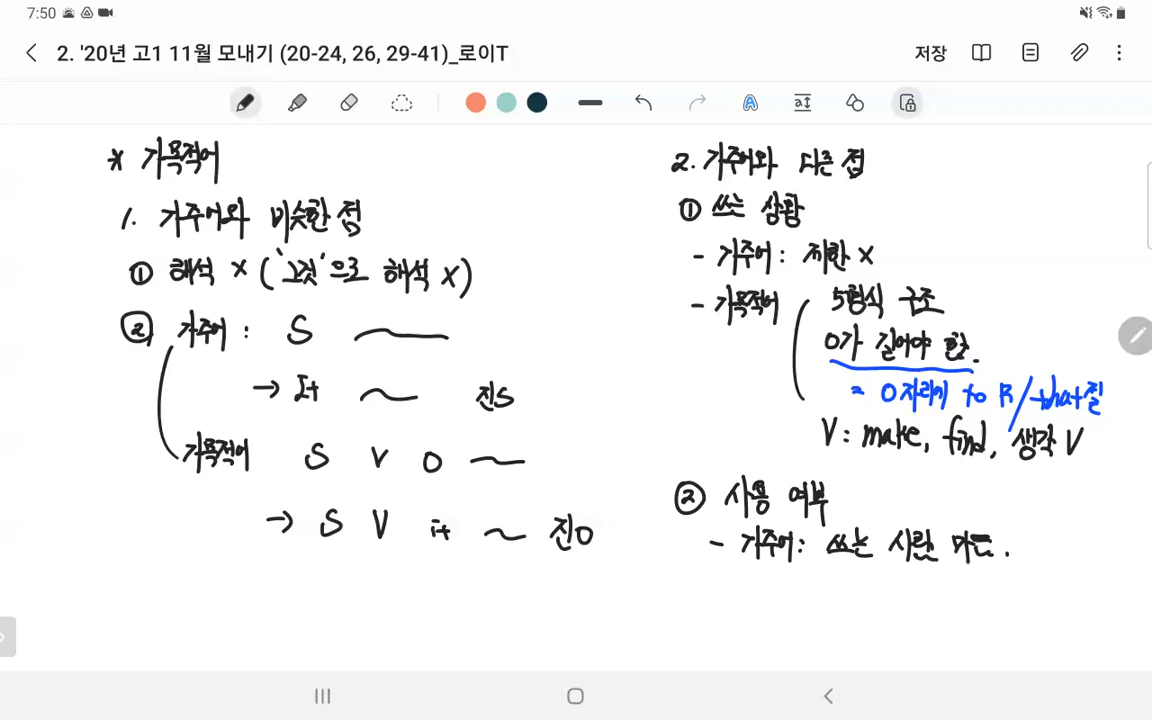 7:50
2. '20년 고1 11월 모내기 (20-24, 26, 29-41)_로이T
저장
* 가목적어
1. 가주어와 비슷한 점
① 해석 X ('그것'으로 해석 X)
② 가주어 : S
→ It 진S
가목적어 S V O
→ S V it 진O
2. 가주어와 다른 점
① 쓰는 상황
- 가주어 : 제한 X
- 가목적어 5형식 구조
O가 길어야 함.
= O자리에 to R/that절
V : make, find, 생각 V
② 사용 여부
- 가주어 : 쓰는 사람 마음.